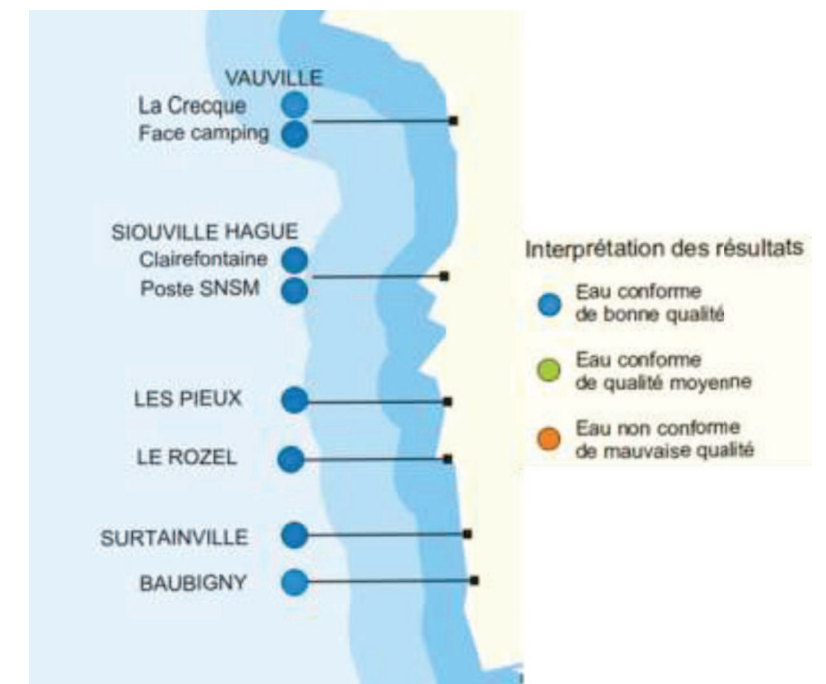 VAUVILLE
La Crecque
Face camping
SIOUVILLE HAGUE
Clairefontaine
Poste SNSM
LES PIEUX
LE ROZEL
SURTAINVILLE
BAUBIGNY
Interprétation des résultats
Eau conforme
de bonne qualité
Eau conforme
de qualité moyenne
Eau non conforme
de mauvaise qualité